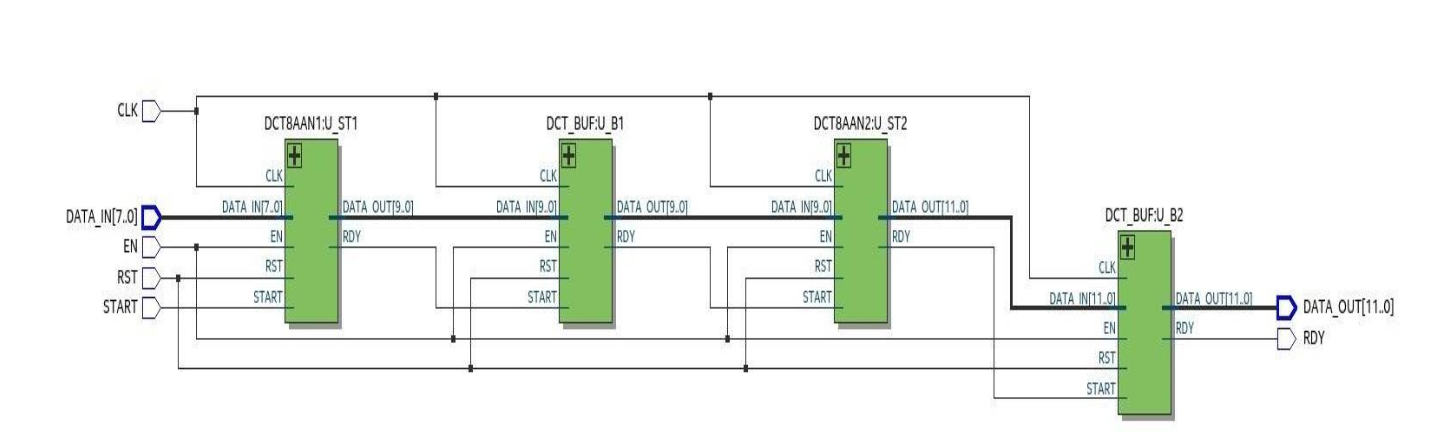 CLK
DCT8AAN1:U_ST1
DCT_BUF:U_B1
DCT8AAN2:U_ST2
CLK
CLK
CLK
DATA_IN[7..0]
DATA_IN[7..0]
DATA_OUT[9..0]
DATA_IN[9..0]
DATA_OUT[9..0]
DATA_IN[9..0]
DATA_OUT[11..0]
DCT_BUF:U_B2
EN
EN
RDY
EN
RDY
EN
RDY
RST
RST
RST
RST
CLK
START
START
START
START
DATA_IN[11..0]
DATA_OUT[11..0]
DATA_OUT[11..0]
EN
RDY
RDY
RST
START